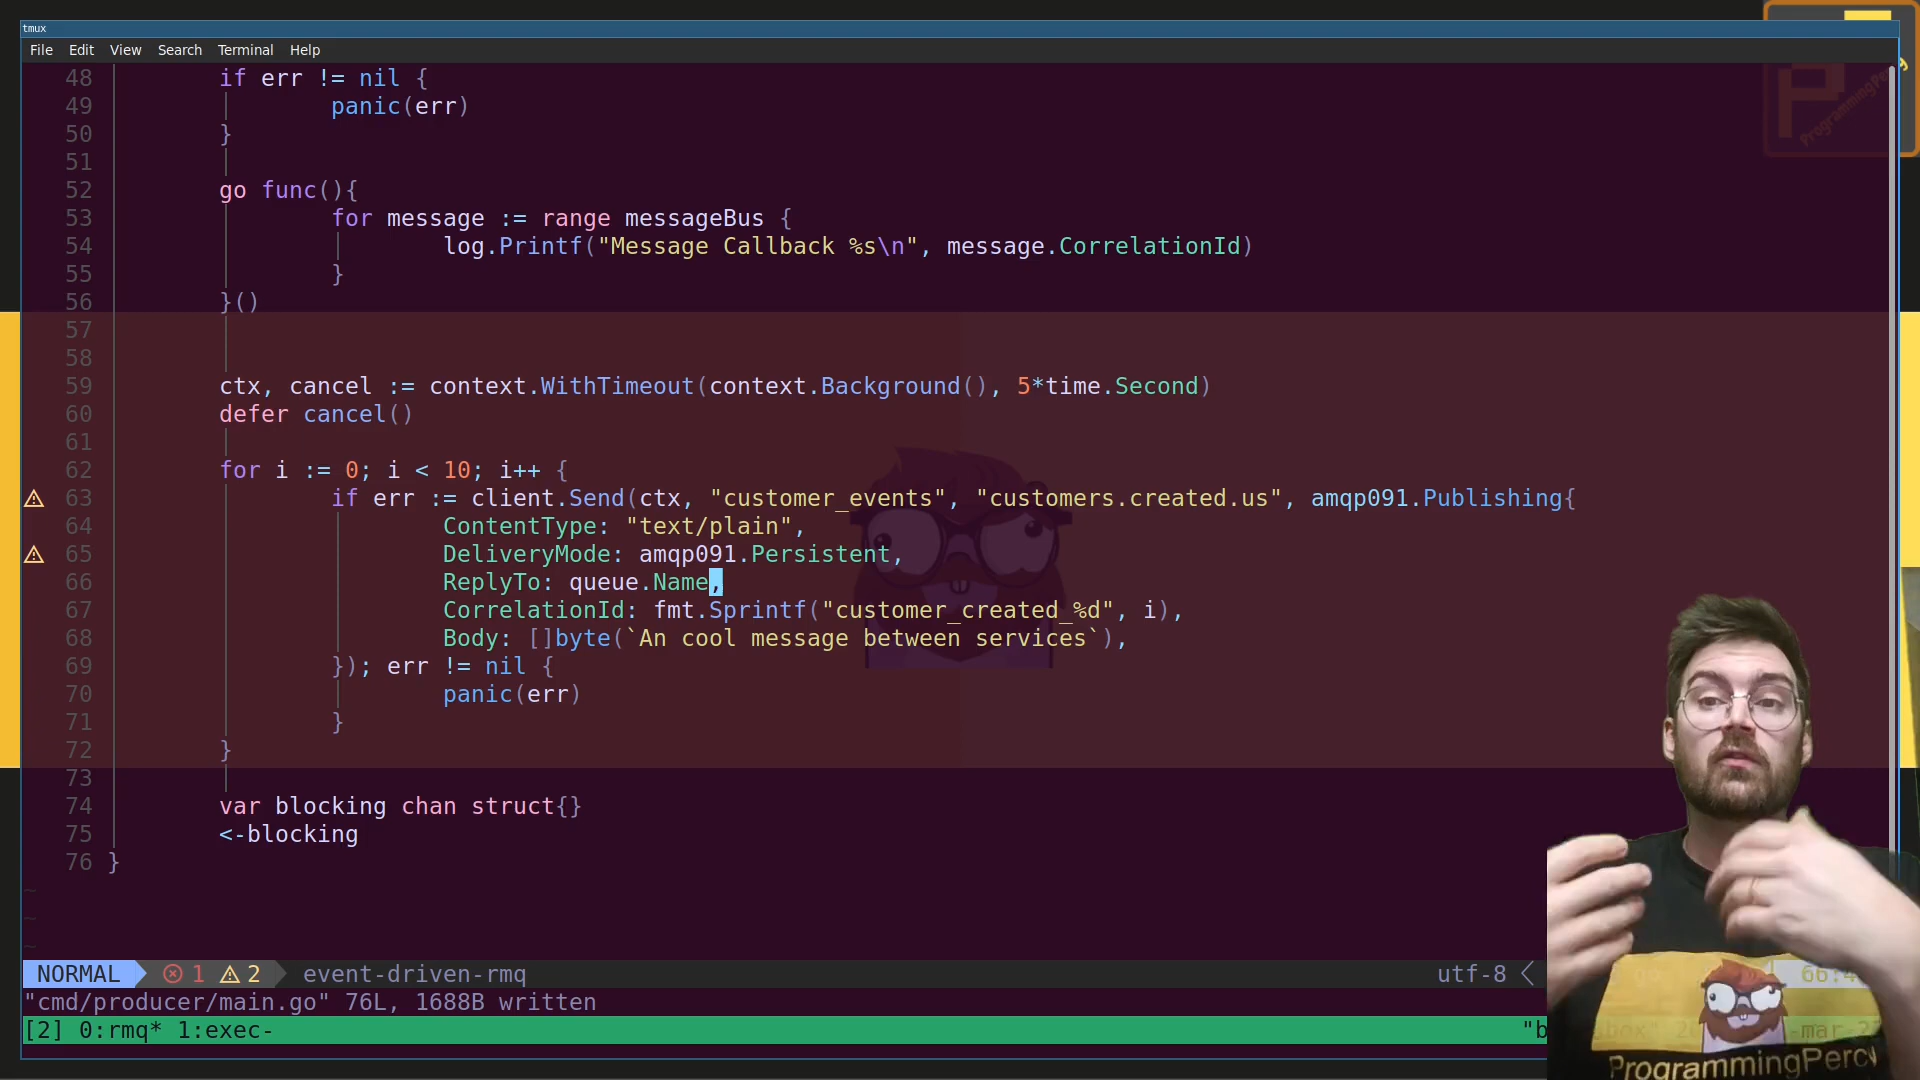 tmux
File Edit View Search Terminal Help
48 if err != nil {
49 panic(err)
50 }
51
52 go func(){
53 for message := range messageBus {
54 log.Printf("Message Callback %s\n", message.CorrelationId)
55 }
56 }()
57
58
59 ctx, cancel := context.WithTimeout(context.Background(), 5*time.Second)
60 defer cancel()
61
62 for i := 0; i < 10; i++ {
63 if err := client.Send(ctx, "customer_events", "customers.created.us", amqp091.Publishing{
64 ContentType: "text/plain",
65 DeliveryMode: amqp091.Persistent,
66 ReplyTo: queue.Name,
67 CorrelationId: fmt.Sprintf("customer_created_%d", i),
68 Body: []byte(`An cool message between services`),
69 }); err != nil {
70 panic(err)
71 }
72 }
73
74 var blocking chan struct{}
75 <-blocking
76 }
~
~
~
NORMAL 1 2 event-driven-rmq utf-8
"cmd/producer/main.go" 76L, 1688B written
[2] 0:rmq* 1:exec-
ProgrammingPercy